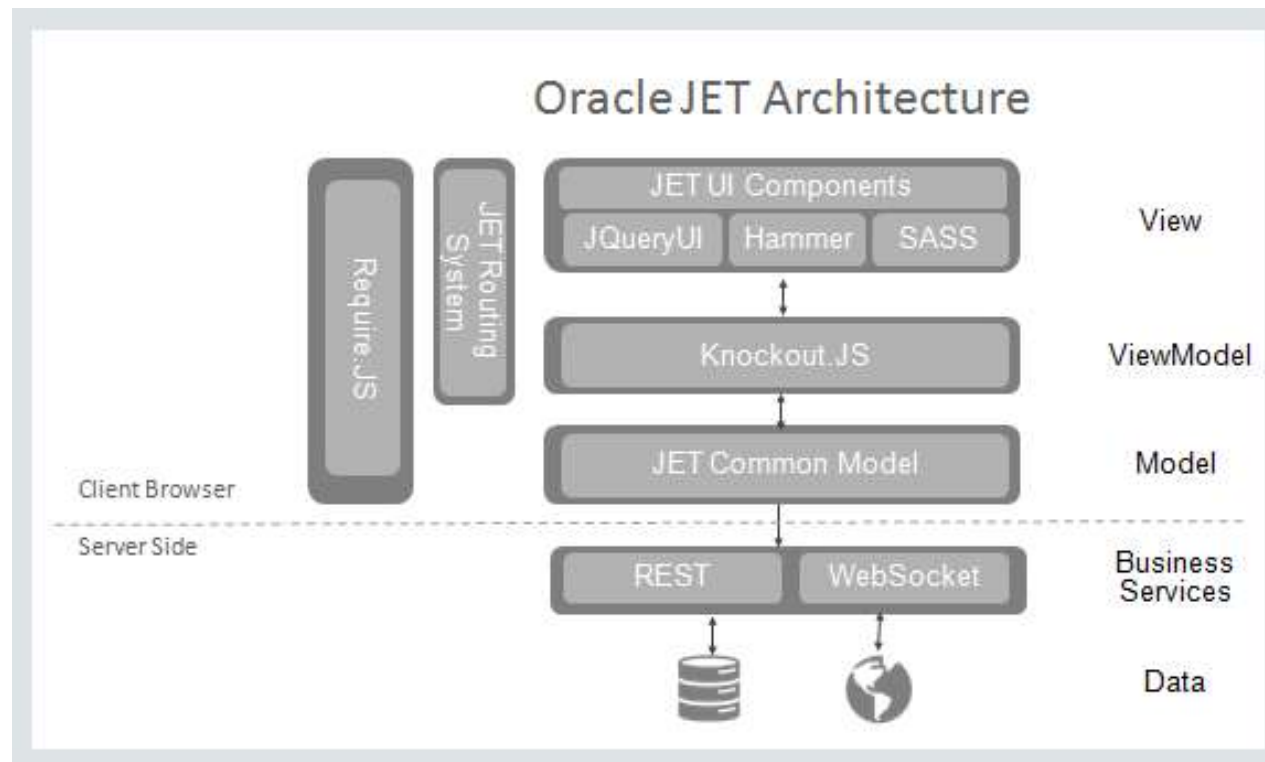 Oracle JET Architecture
Require.JS
JET Routing
System
JET UI Components
JQueryUI
Hammer
SASS
View
Knockout.JS
ViewModel
JET Common Model
Model
Client Browser
Server Side
REST
WebSocket
Business
Services
Data